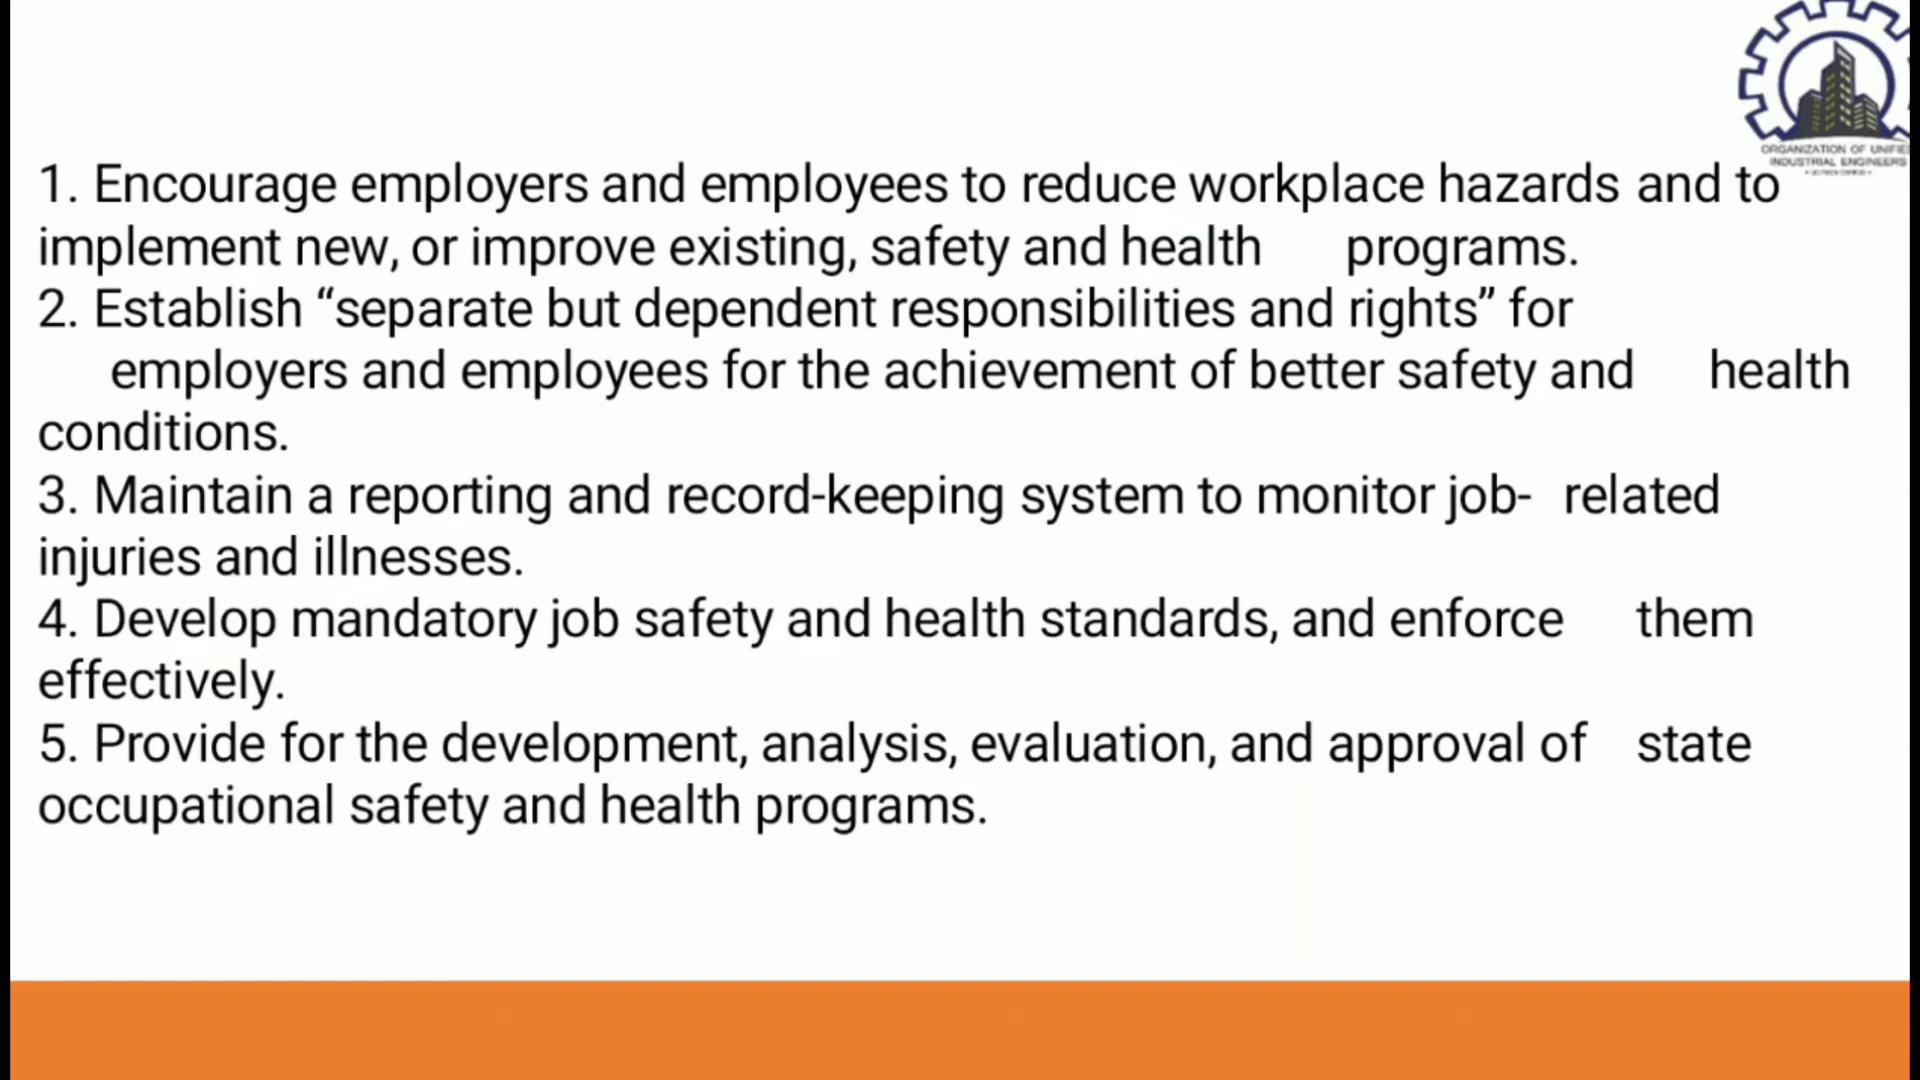 ORGANIZATION OF UNIFIE
INDUSTRIAL ENGINEERS
1. Encourage employers and employees to reduce workplace hazards and to
implement new, or improve existing, safety and health programs.
2. Establish “separate but dependent responsibilities and rights” for
employers and employees for the achievement of better safety and health
conditions.
3. Maintain a reporting and record-keeping system to monitor job- related
injuries and illnesses.
4. Develop mandatory job safety and health standards, and enforce them
effectively.
5. Provide for the development, analysis, evaluation, and approval of state
occupational safety and health programs.